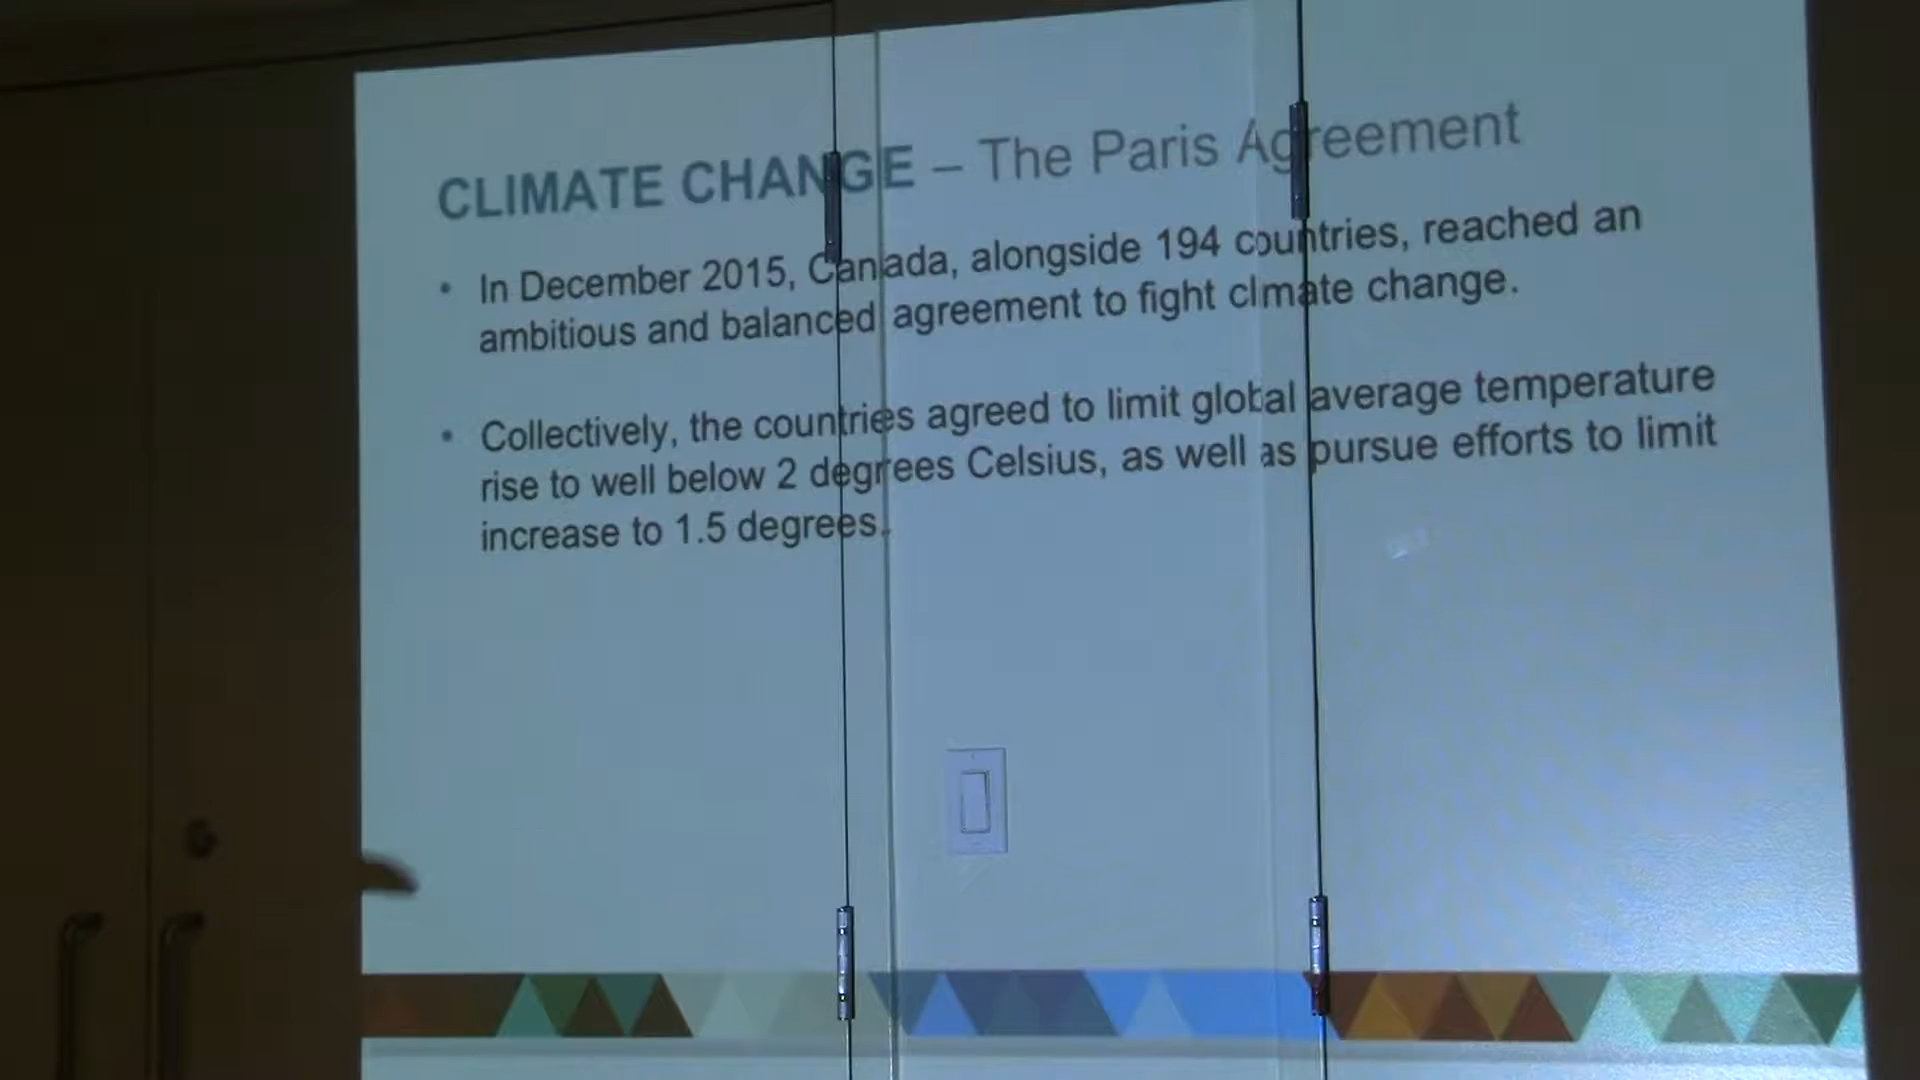 CLIMATE CHANGE – The Paris Agreement
• In December 2015, Canada, alongside 194 countries, reached an
ambitious and balanced agreement to fight climate change.
• Collectively, the countries agreed to limit global average temperature
rise to well below 2 degrees Celsius, as well as pursue efforts to limit
increase to 1.5 degrees.